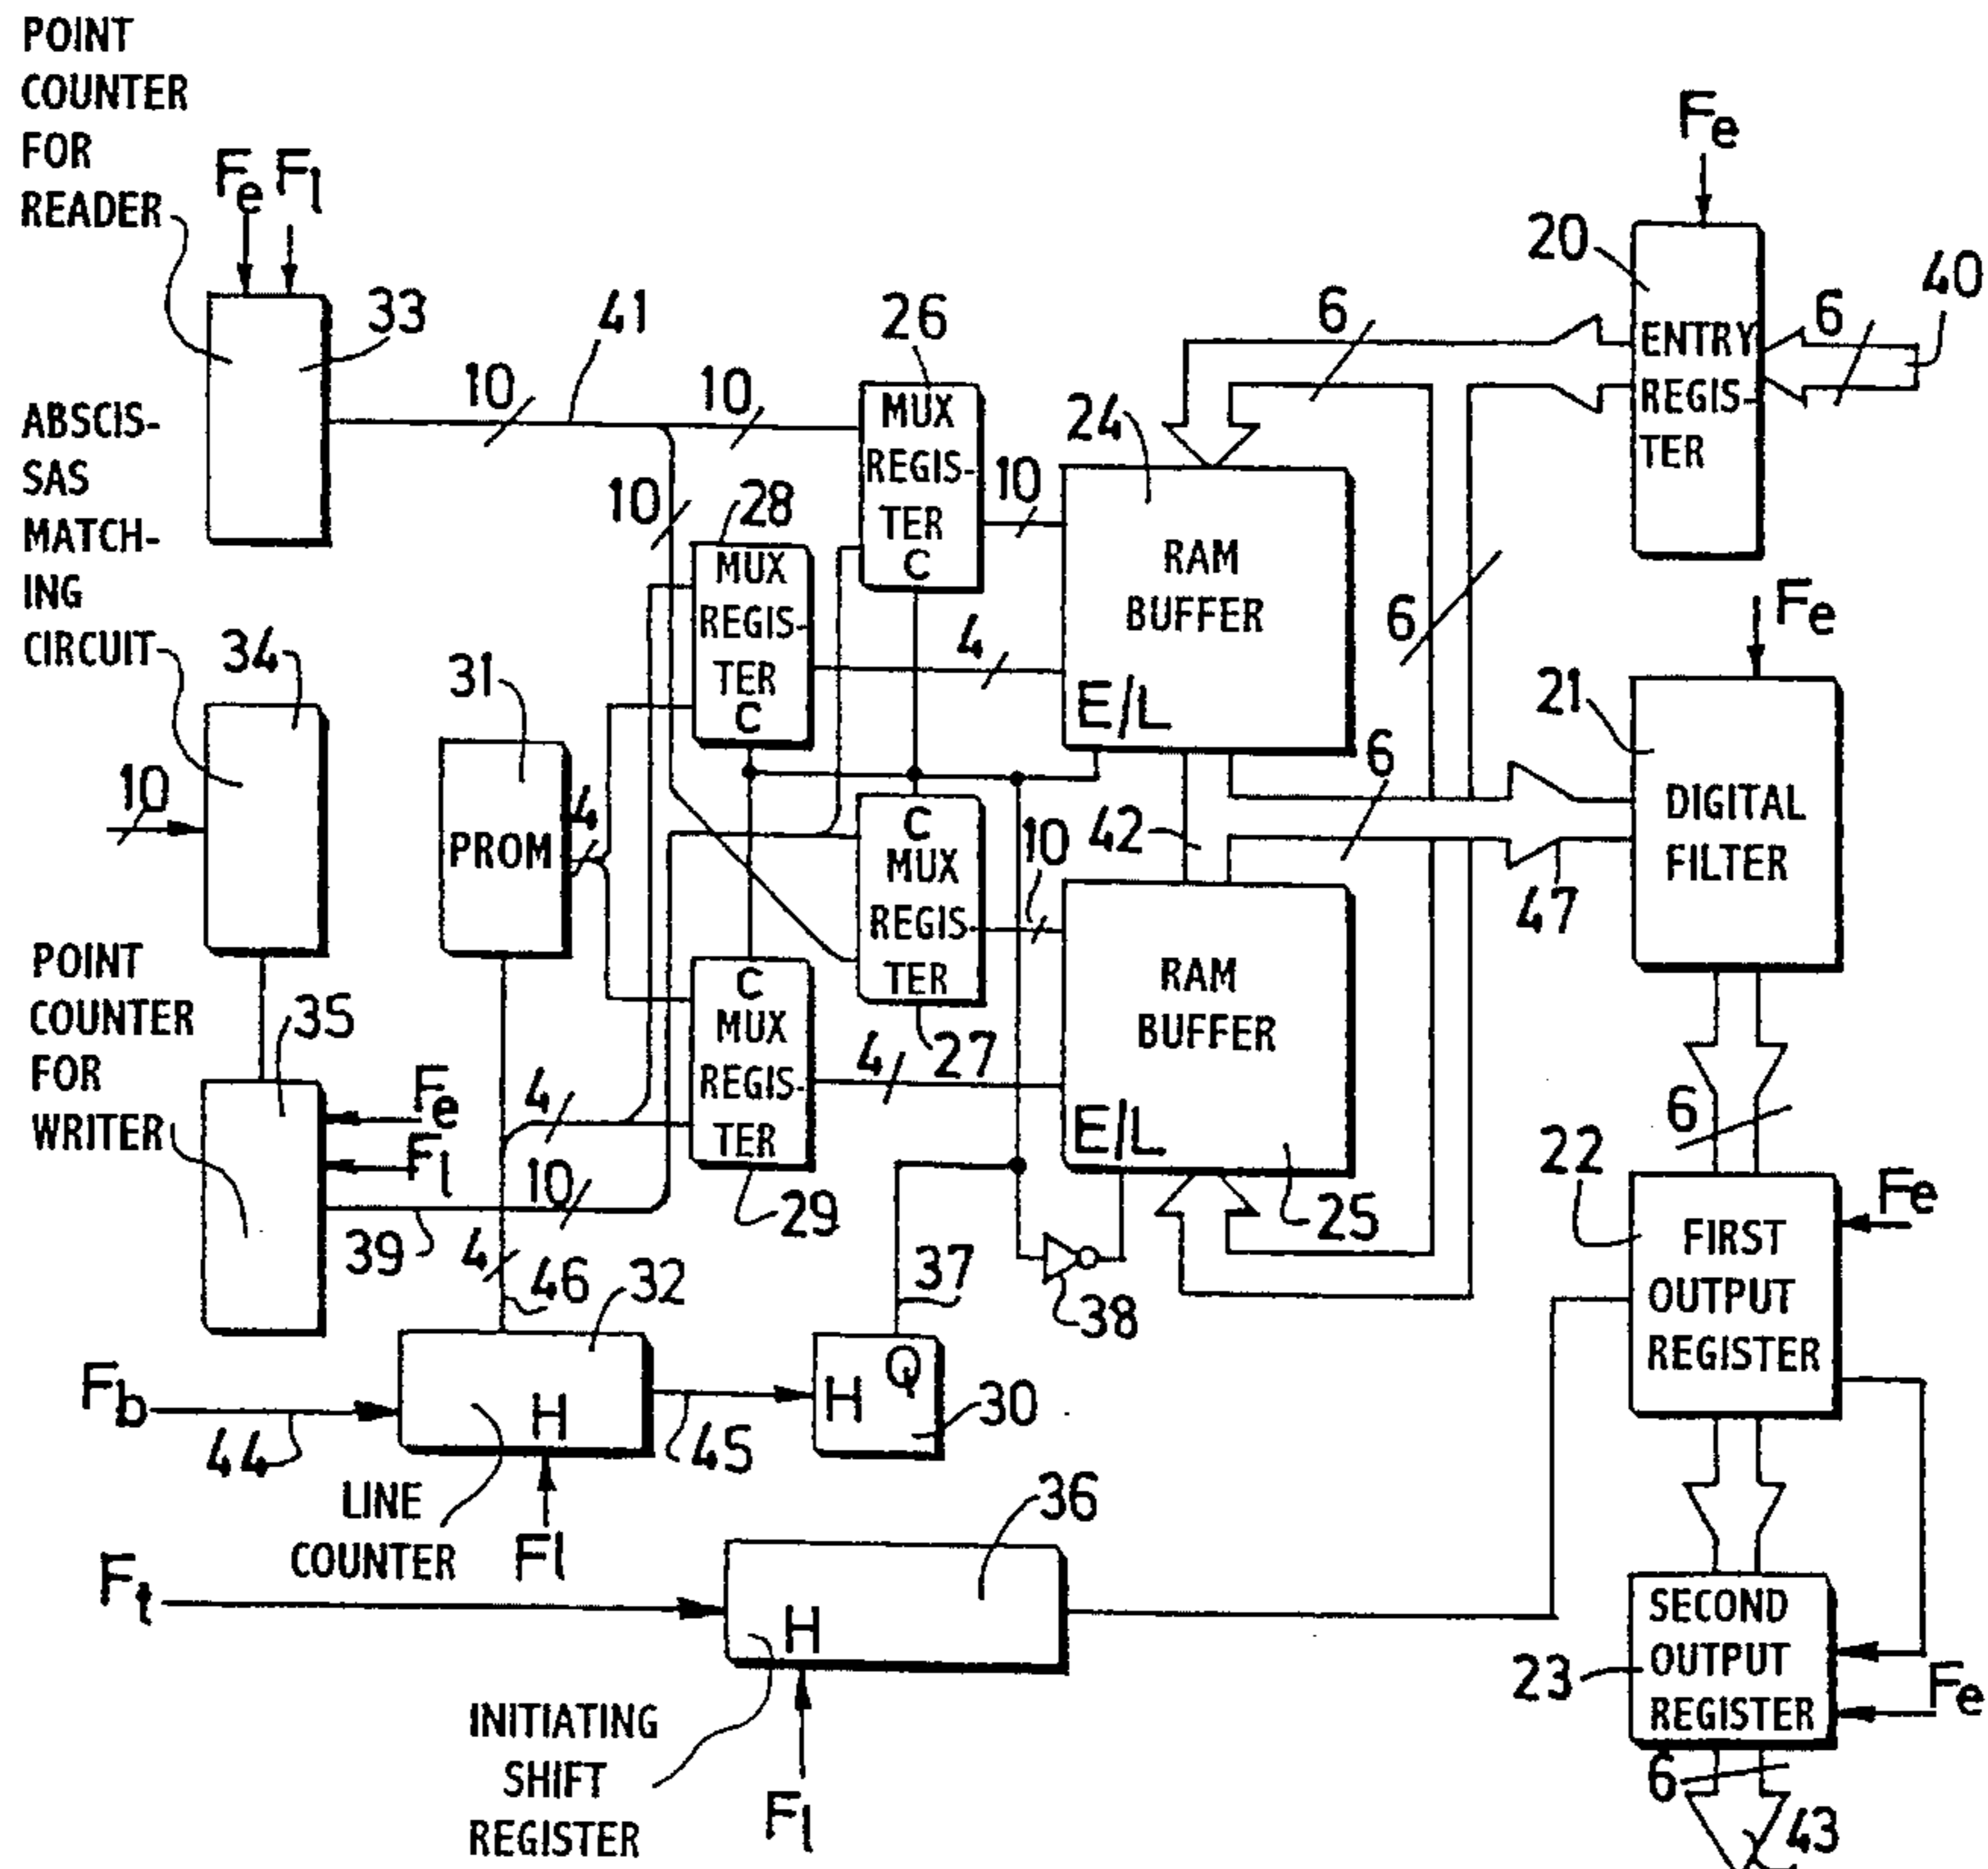 POINT
COUNTER
FOR
READER
Fe Fl
33
41
10
10
10
26
MUX
REGIS-
TER
C
10
24
RAM
BUFFER
E/L
6
Fe
20
ENTRY
REGIS-
TER
6
40
ABSCIS-
SAS
MATCH-
ING
CIRCUIT
34
10
31
PROM
4
28
MUX
REGIS-
TER
C
4
6
6
42
Fe
21
DIGITAL
FILTER
47
C
MUX
REGIS-
TER
27
10
RAM
BUFFER
E/L
25
POINT
COUNTER
FOR
WRITER
35
Fe
Fl
10
39
4
4
46
C
MUX
REGIS-
TER
29
4
37
38
6
22
FIRST
OUTPUT
REGISTER
Fe
Fb
44
32
H
LINE
COUNTER
Fl
45
H
Q
30
Ft
36
H
INITIATING
SHIFT
REGISTER
Fl
SECOND
OUTPUT
REGISTER
23
Fe
6
43